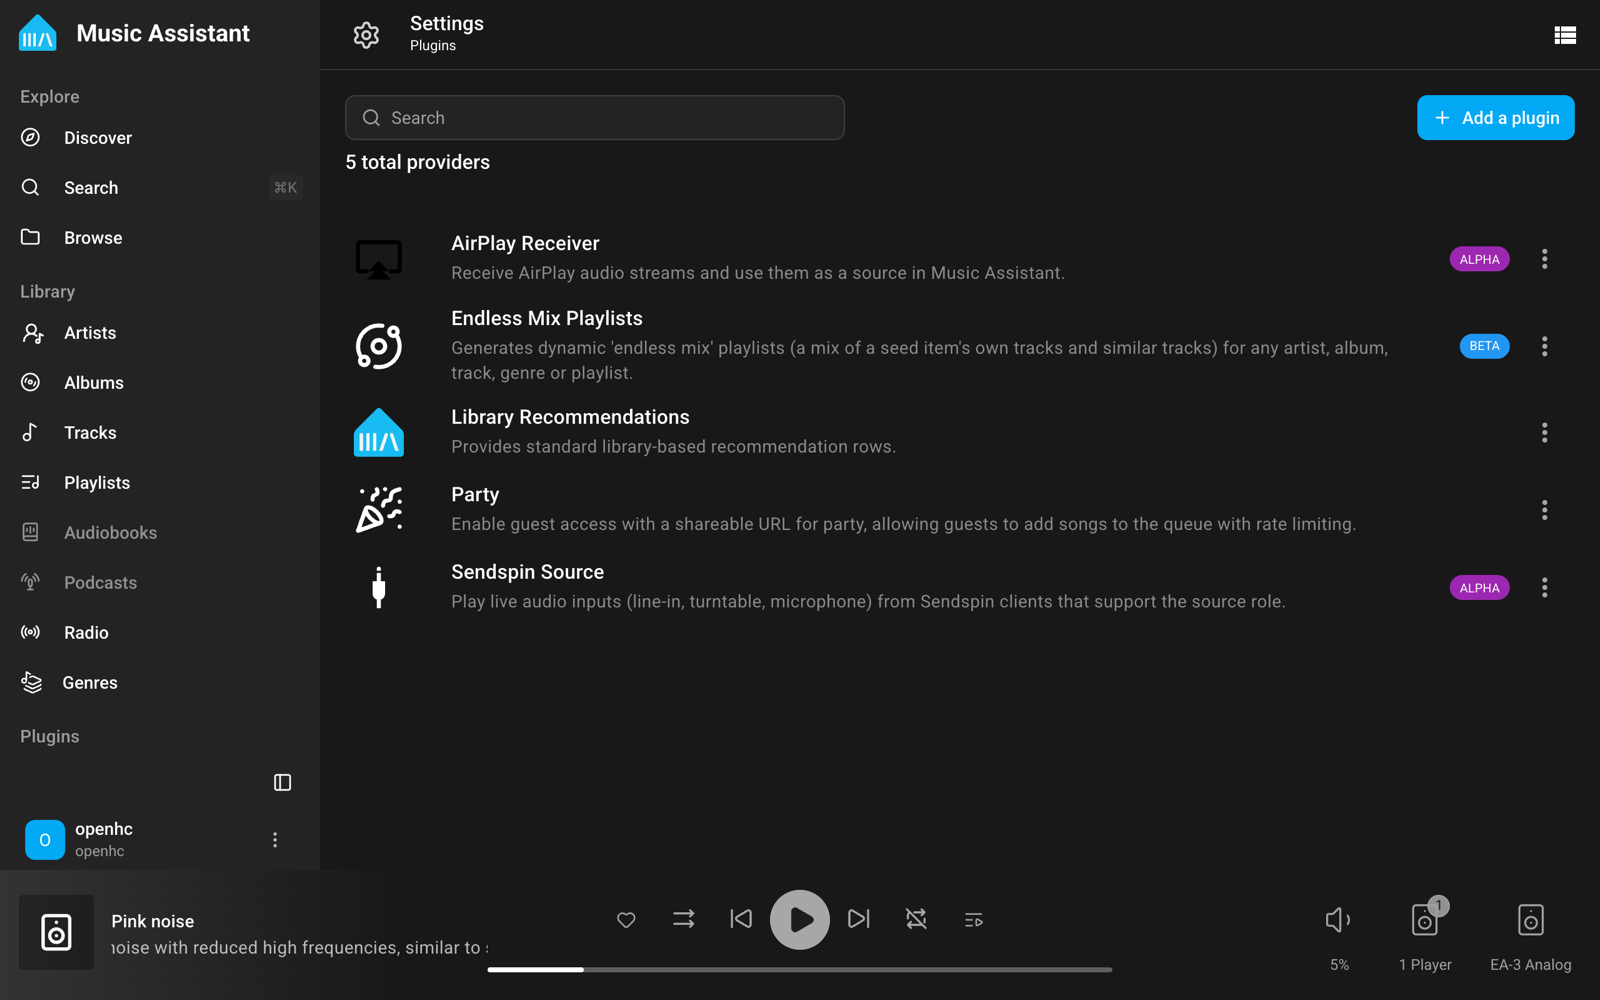 Music Assistant
Settings
Plugins
Explore
Discover
Search
⌘K
Browse
Library
Artists
Albums
Tracks
Playlists
Audiobooks
Podcasts
Radio
Genres
Plugins
O
openhc
openhc
Search
+ Add a plugin
5 total providers
AirPlay Receiver
Receive AirPlay audio streams and use them as a source in Music Assistant.
ALPHA
Endless Mix Playlists
Generates dynamic 'endless mix' playlists (a mix of a seed item's own tracks and similar tracks) for any artist, album,
track, genre or playlist.
BETA
Library Recommendations
Provides standard library-based recommendation rows.
Party
Enable guest access with a shareable URL for party, allowing guests to add songs to the queue with rate limiting.
Sendspin Source
Play live audio inputs (line-in, turntable, microphone) from Sendspin clients that support the source role.
ALPHA
Pink noise
noise with reduced high frequencies, similar to
5%
1
1 Player
EA-3 Analog